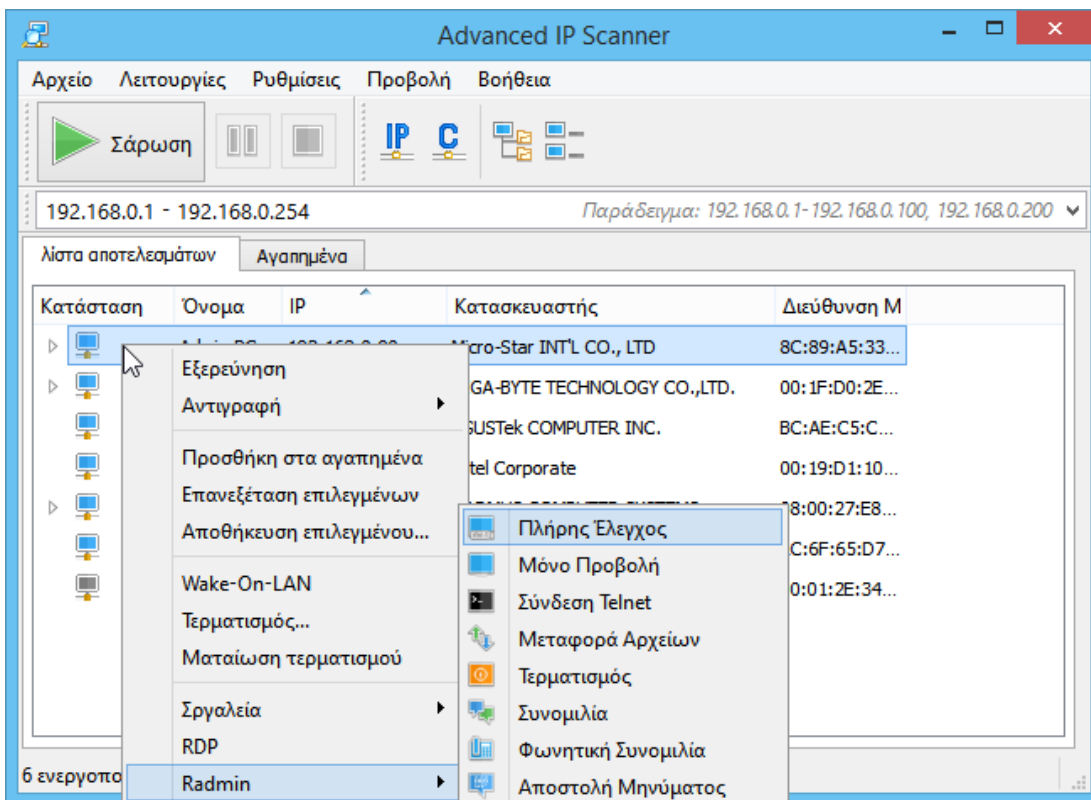 Advanced IP Scanner
Αρχείο Λειτουργίες Ρυθμίσεις Προβολή Βοήθεια
Σάρωση IP C
192.168.0.1 - 192.168.0.254 Παράδειγμα: 192.168.0.1-192.168.0.100, 192.168.0.200
λίστα αποτελεσμάτων Αγαπημένα
Κατάσταση Όνομα IP Κατασκευαστής Διεύθυνση M
Micro-Star INT'L CO., LTD 8C:89:A5:33...
Εξερεύνηση
GA-BYTE TECHNOLOGY CO.,LTD. 00:1F:D0:2E...
Αντιγραφή
SUSTek COMPUTER INC. BC:AE:C5:C...
Προσθήκη στα αγαπημένα
tel Corporate 00:19:D1:10...
Επανεξέταση επιλεγμένων
8:00:27:E8...
Αποθήκευση επιλεγμένου...
Πλήρης Έλεγχος
C:6F:65:D7...
Μόνο Προβολή
Wake-On-LAN
0:01:2E:34...
Σύνδεση Telnet
Τερματισμός...
Μεταφορά Αρχείων
Ματαίωση τερματισμού
Τερματισμός
Σργαλεία
Συνομιλία
RDP
Φωνητική Συνομιλία
6 ενεργοπο
Radmin
Αποστολή Μηνύματος